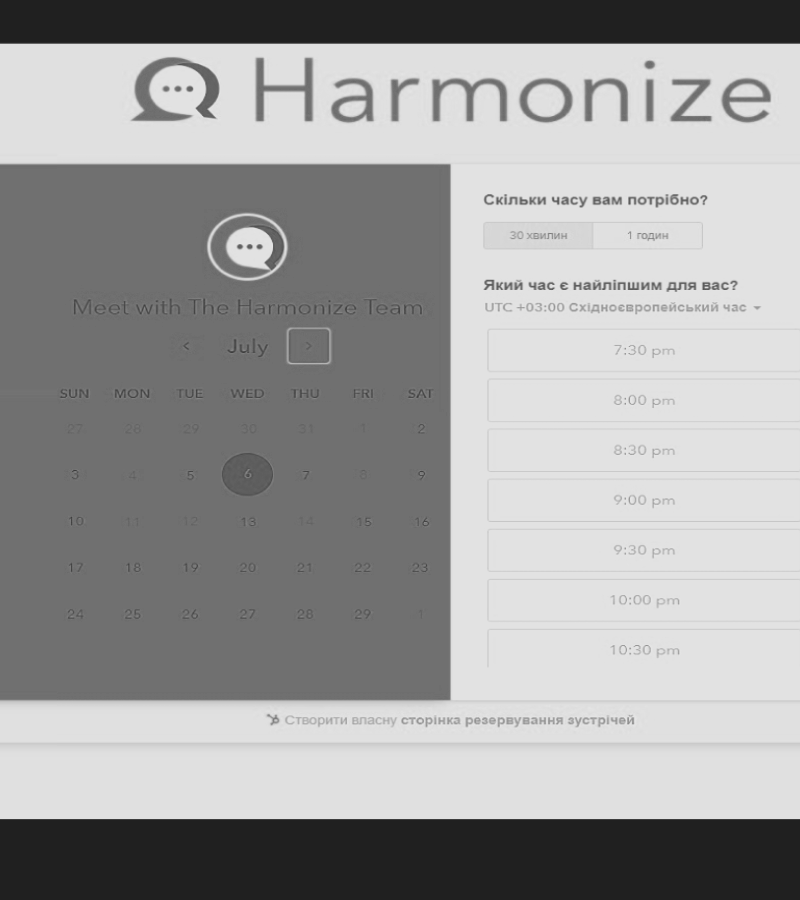 Harmonize
Meet with The Harmonize Team
< July >
SUN MON TUE WED THU FRI SAT
27 28 29 30 31 1 2
3 4 5 6 7 8 9
10 11 12 13 14 15 16
17 18 19 20 21 22 23
24 25 26 27 28 29 1
Скільки часу вам потрібно?
30 хвилин 1 годин
Який час є найліпшим для вас?
UTC +03:00 Східноєвропейський час
7:30 pm
8:00 pm
8:30 pm
9:00 pm
9:30 pm
10:00 pm
10:30 pm
Створити власну сторінка резервування зустрічей